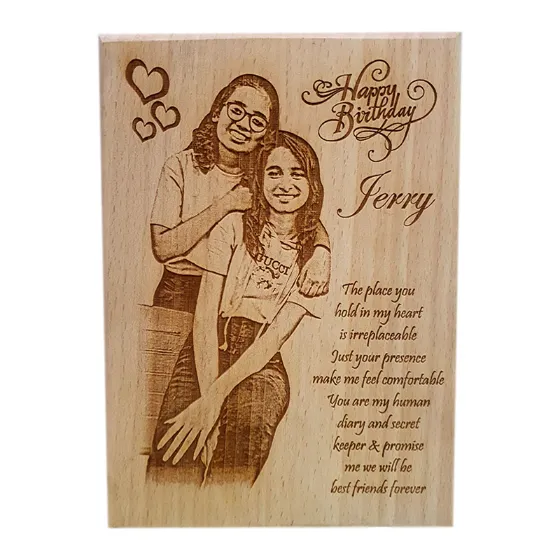 Happy
Birthday
Jerry
GUCCI
The place you
hold in my heart
is irreplaceable
Just your presence
make me feel comfortable
You are my human
diary and secret
keeper & promise
me we will be
best friends forever